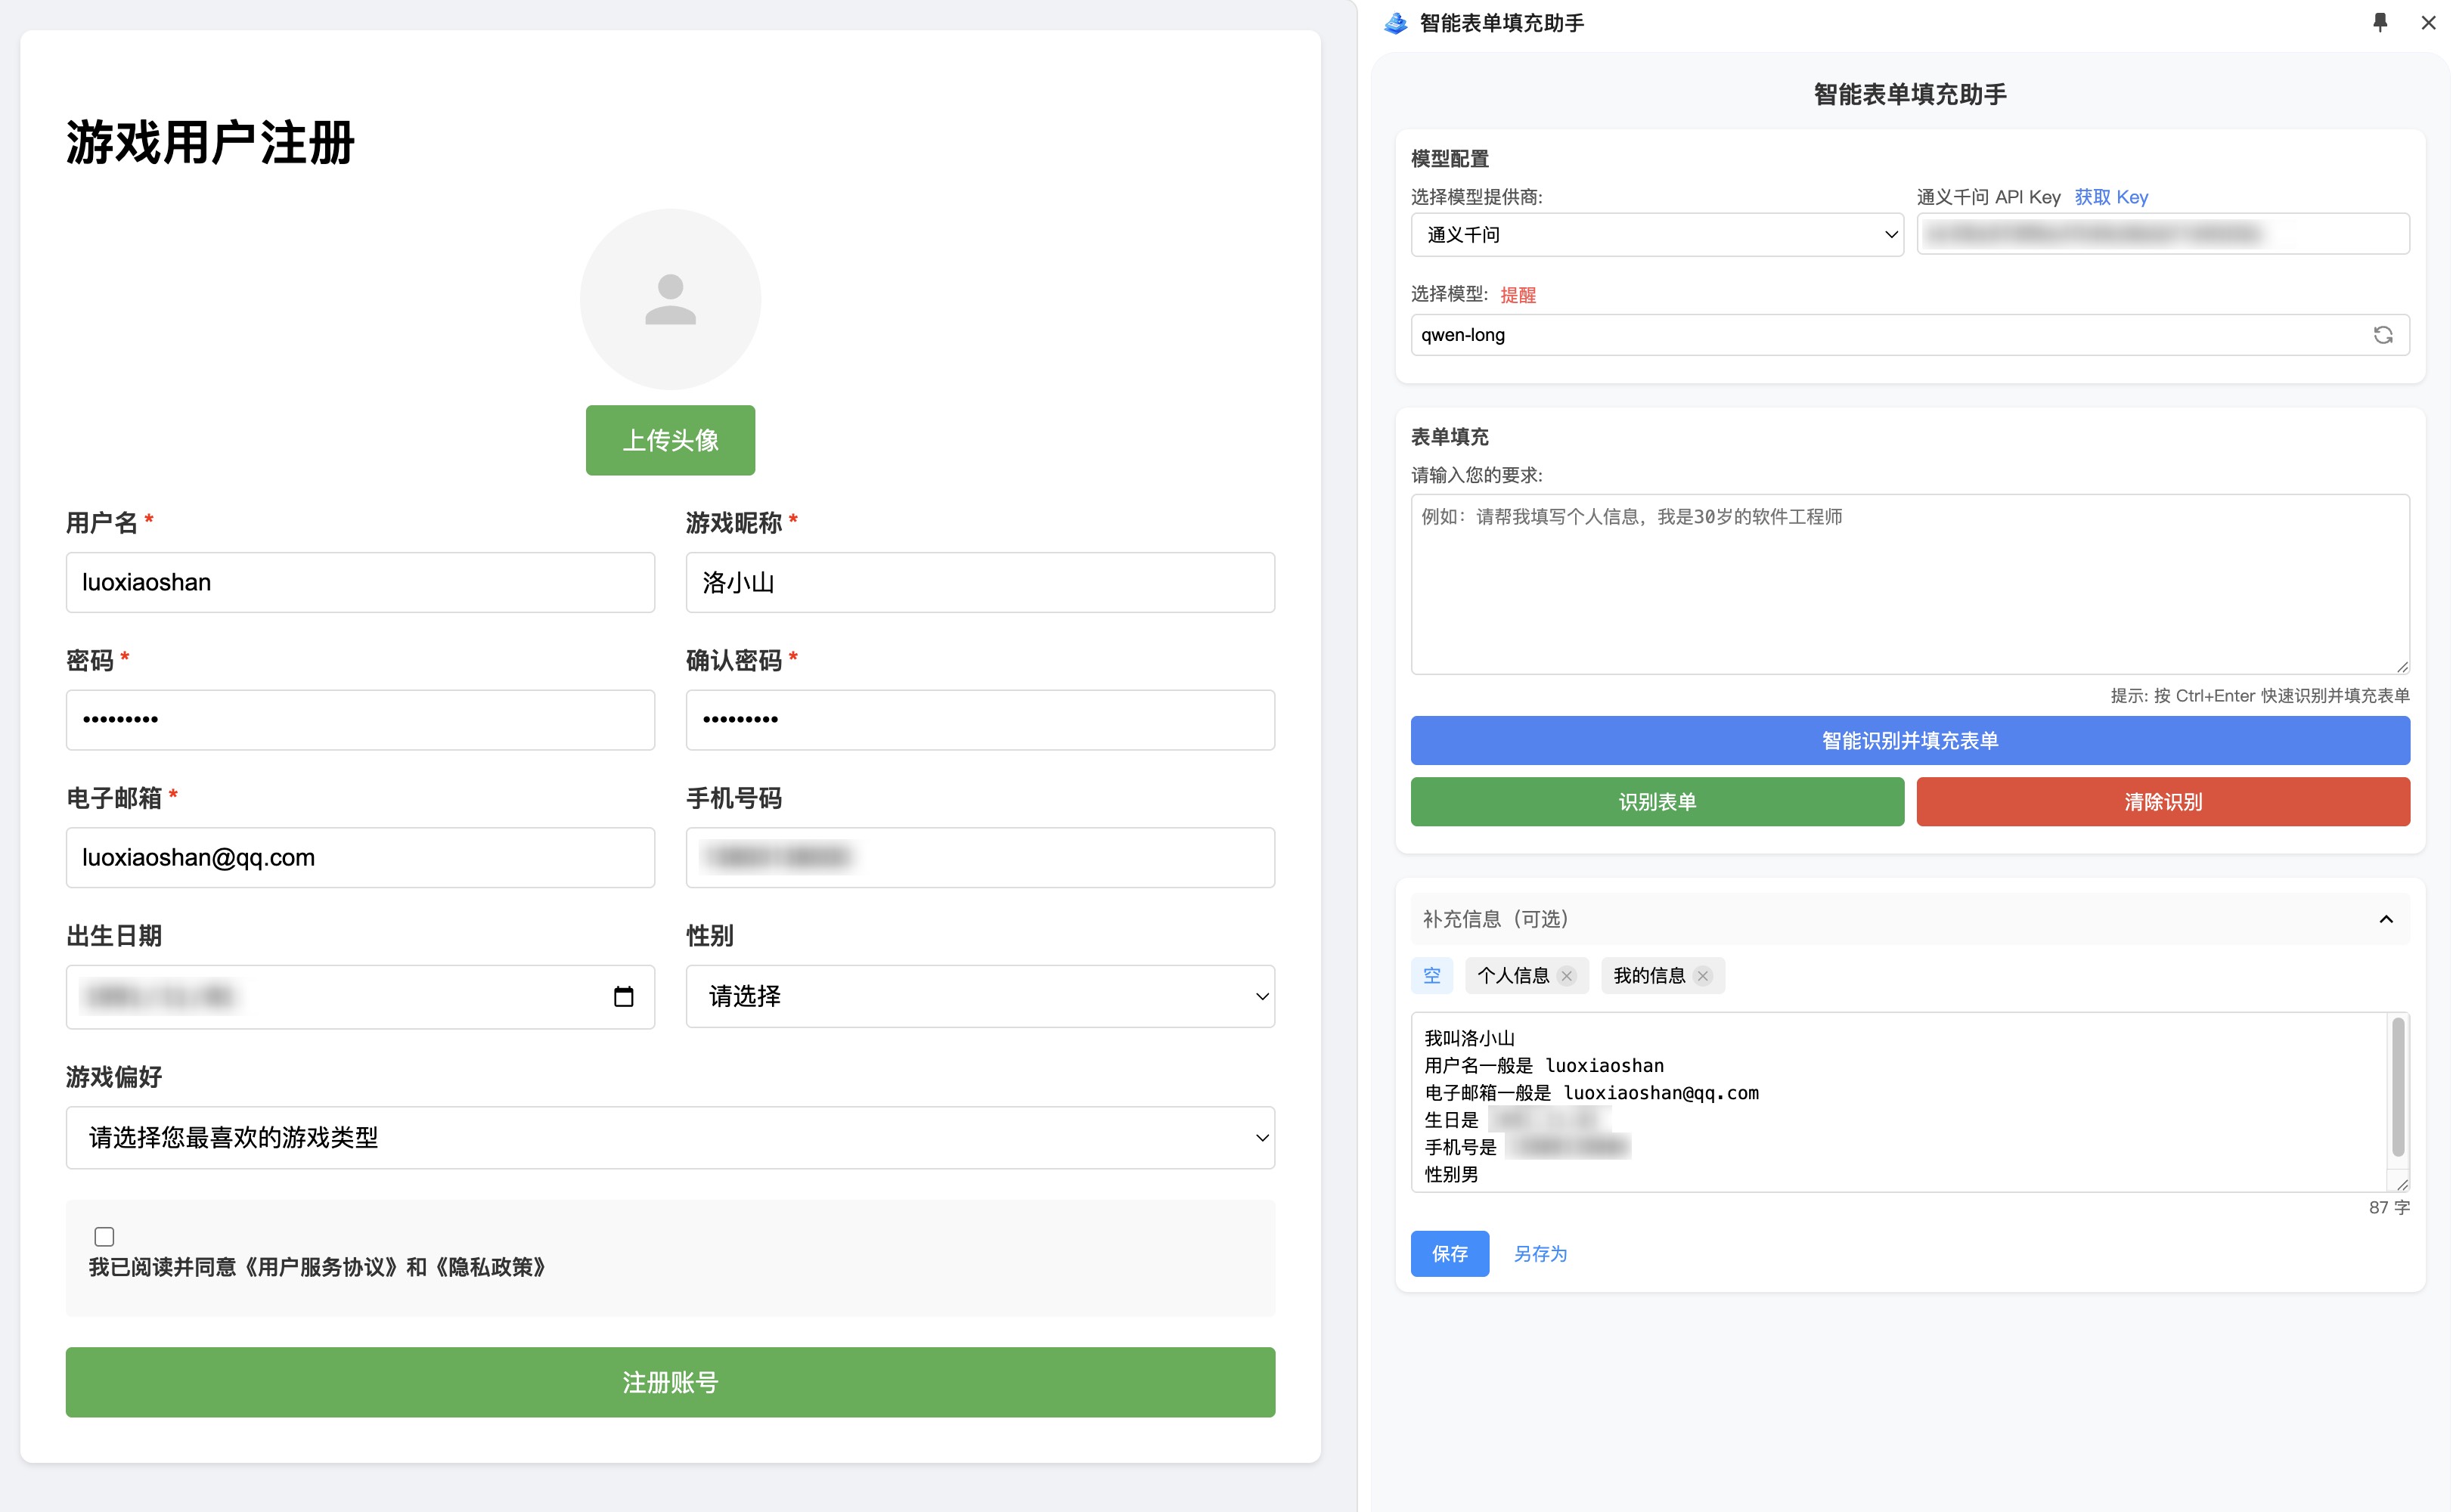 游戏用户注册
上传头像
用户名 *
游戏昵称 *
luoxiaoshan
洛小山
密码 *
确认密码 *
•••••••••
•••••••••
电子邮箱 *
手机号码
luoxiaoshan@qq.com
出生日期
性别
请选择
游戏偏好
请选择您最喜欢的游戏类型
我已阅读并同意《用户服务协议》和《隐私政策》
注册账号
智能表单填充助手
智能表单填充助手
模型配置
选择模型提供商:
通义千问 API Key 获取 Key
通义千问
选择模型: 提醒
qwen-long
表单填充
请输入您的要求:
例如：请帮我填写个人信息，我是30岁的软件工程师
提示: 按 Ctrl+Enter 快速识别并填充表单
智能识别并填充表单
识别表单
清除识别
补充信息（可选）
空
个人信息
我的信息
我叫洛小山
用户名一般是 luoxiaoshan
电子邮箱一般是 luoxiaoshan@qq.com
生日是
手机号是
性别男
87 字
保存
另存为